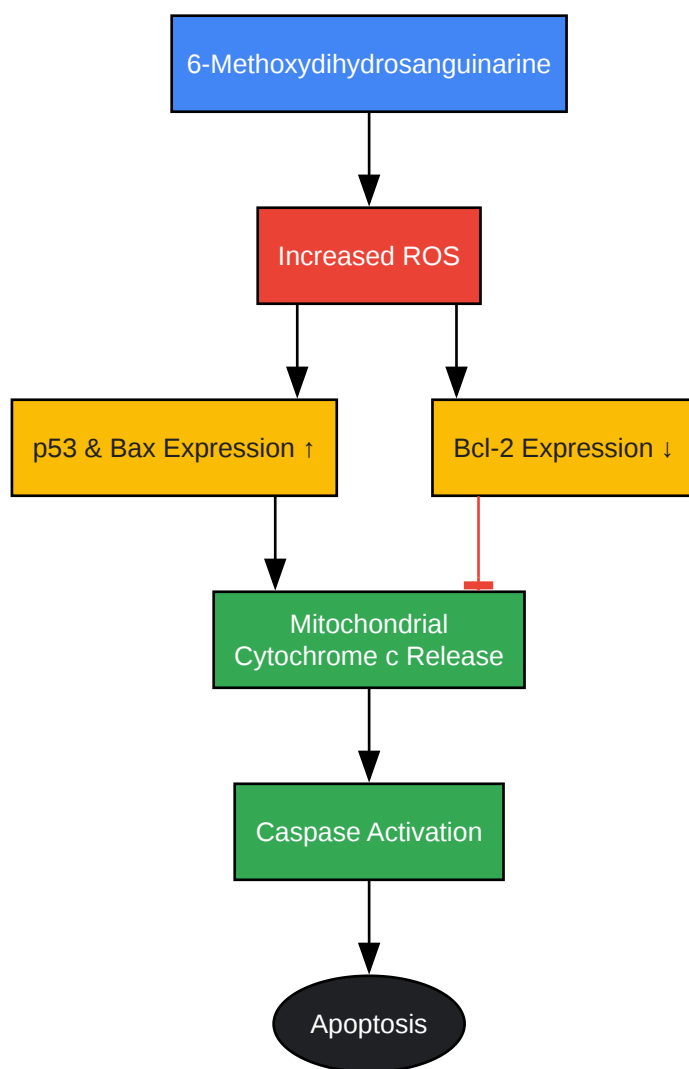 6-Methoxydihydrosanguinarine
Increased ROS
p53 & Bax Expression ↑
Bcl-2 Expression ↓
Mitochondrial
Cytochrome c Release
Caspase Activation
Apoptosis